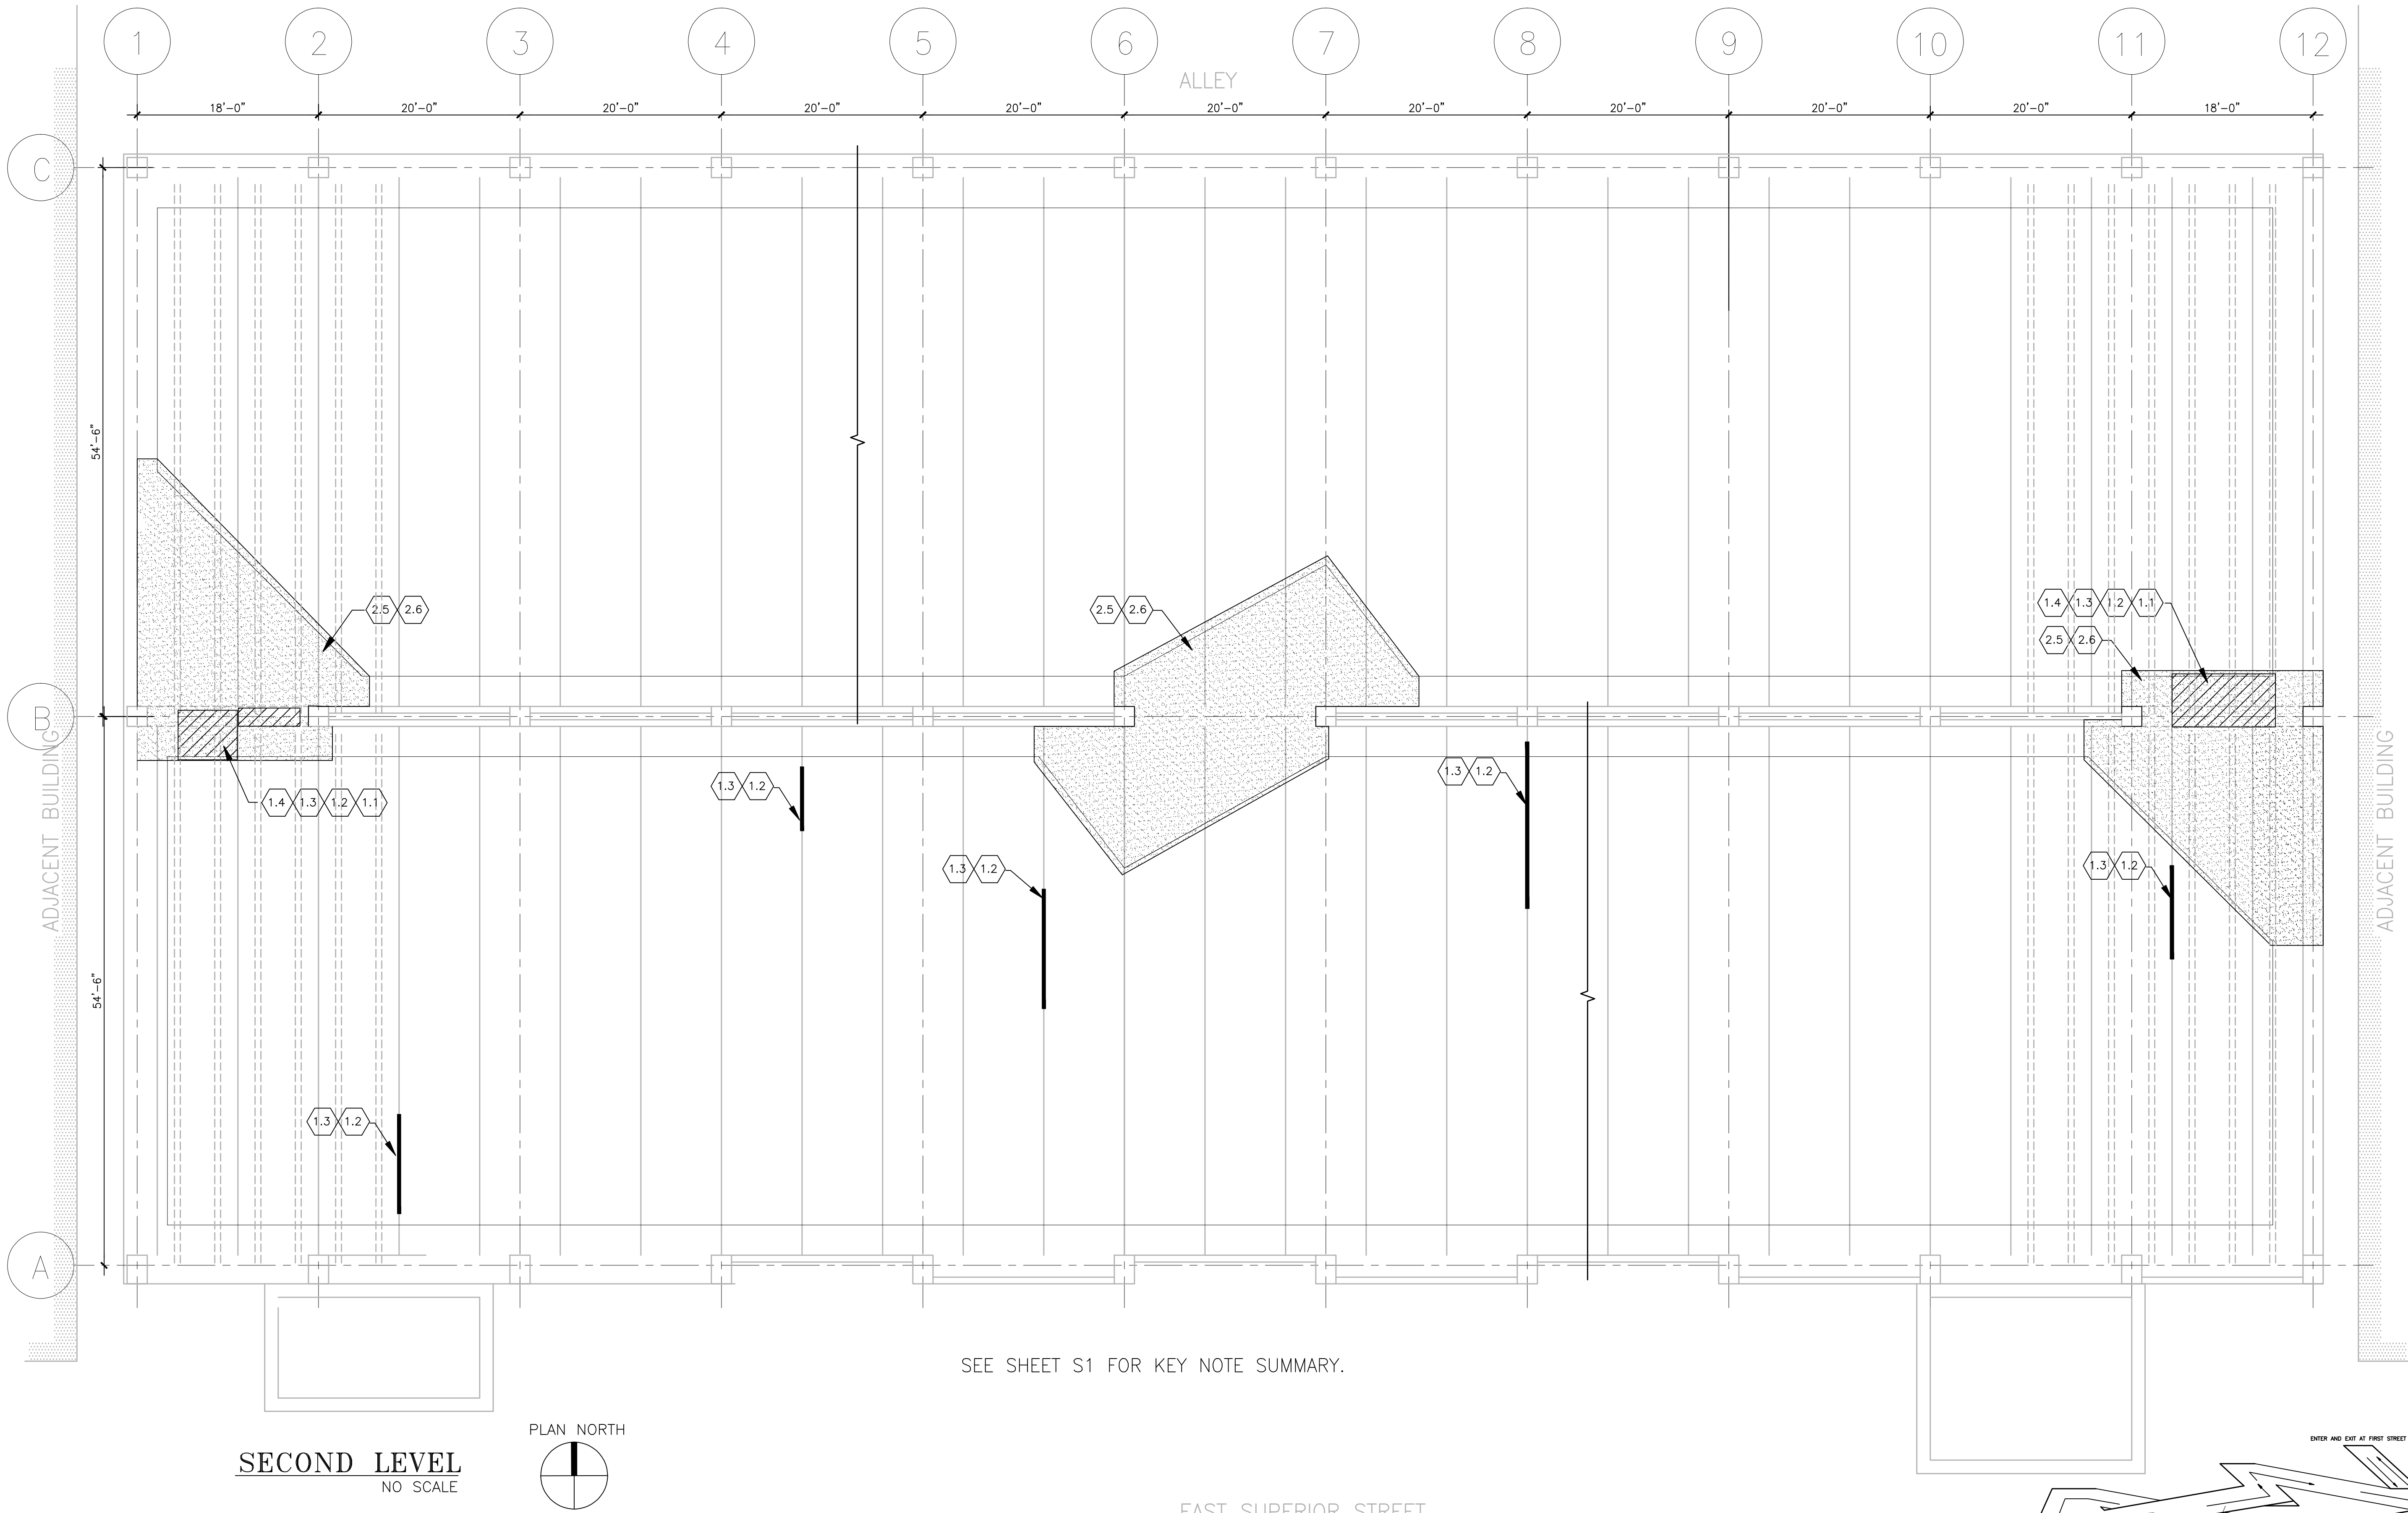 1 2 3 4 5 6 7 8 9 10 11 12
ALLEY
18'-0" 20'-0" 20'-0" 20'-0" 20'-0" 20'-0" 20'-0" 20'-0" 20'-0" 20'-0" 18'-0"
C
54'-6"
2.5 2.6
2.5 2.6
1.4 1.3 1.2 1.1
2.5 2.6
B
ADJACENT BUILDING
ADJACENT BUILDING
1.4 1.3 1.2 1.1
1.3 1.2
1.3 1.2
1.3 1.2
1.3 1.2
54'-6"
1.3 1.2
A
SEE SHEET S1 FOR KEY NOTE SUMMARY.
PLAN NORTH
SECOND LEVEL
NO SCALE
ENTER AND EXIT AT FIRST STREET
EAST SUPERIOR STREET